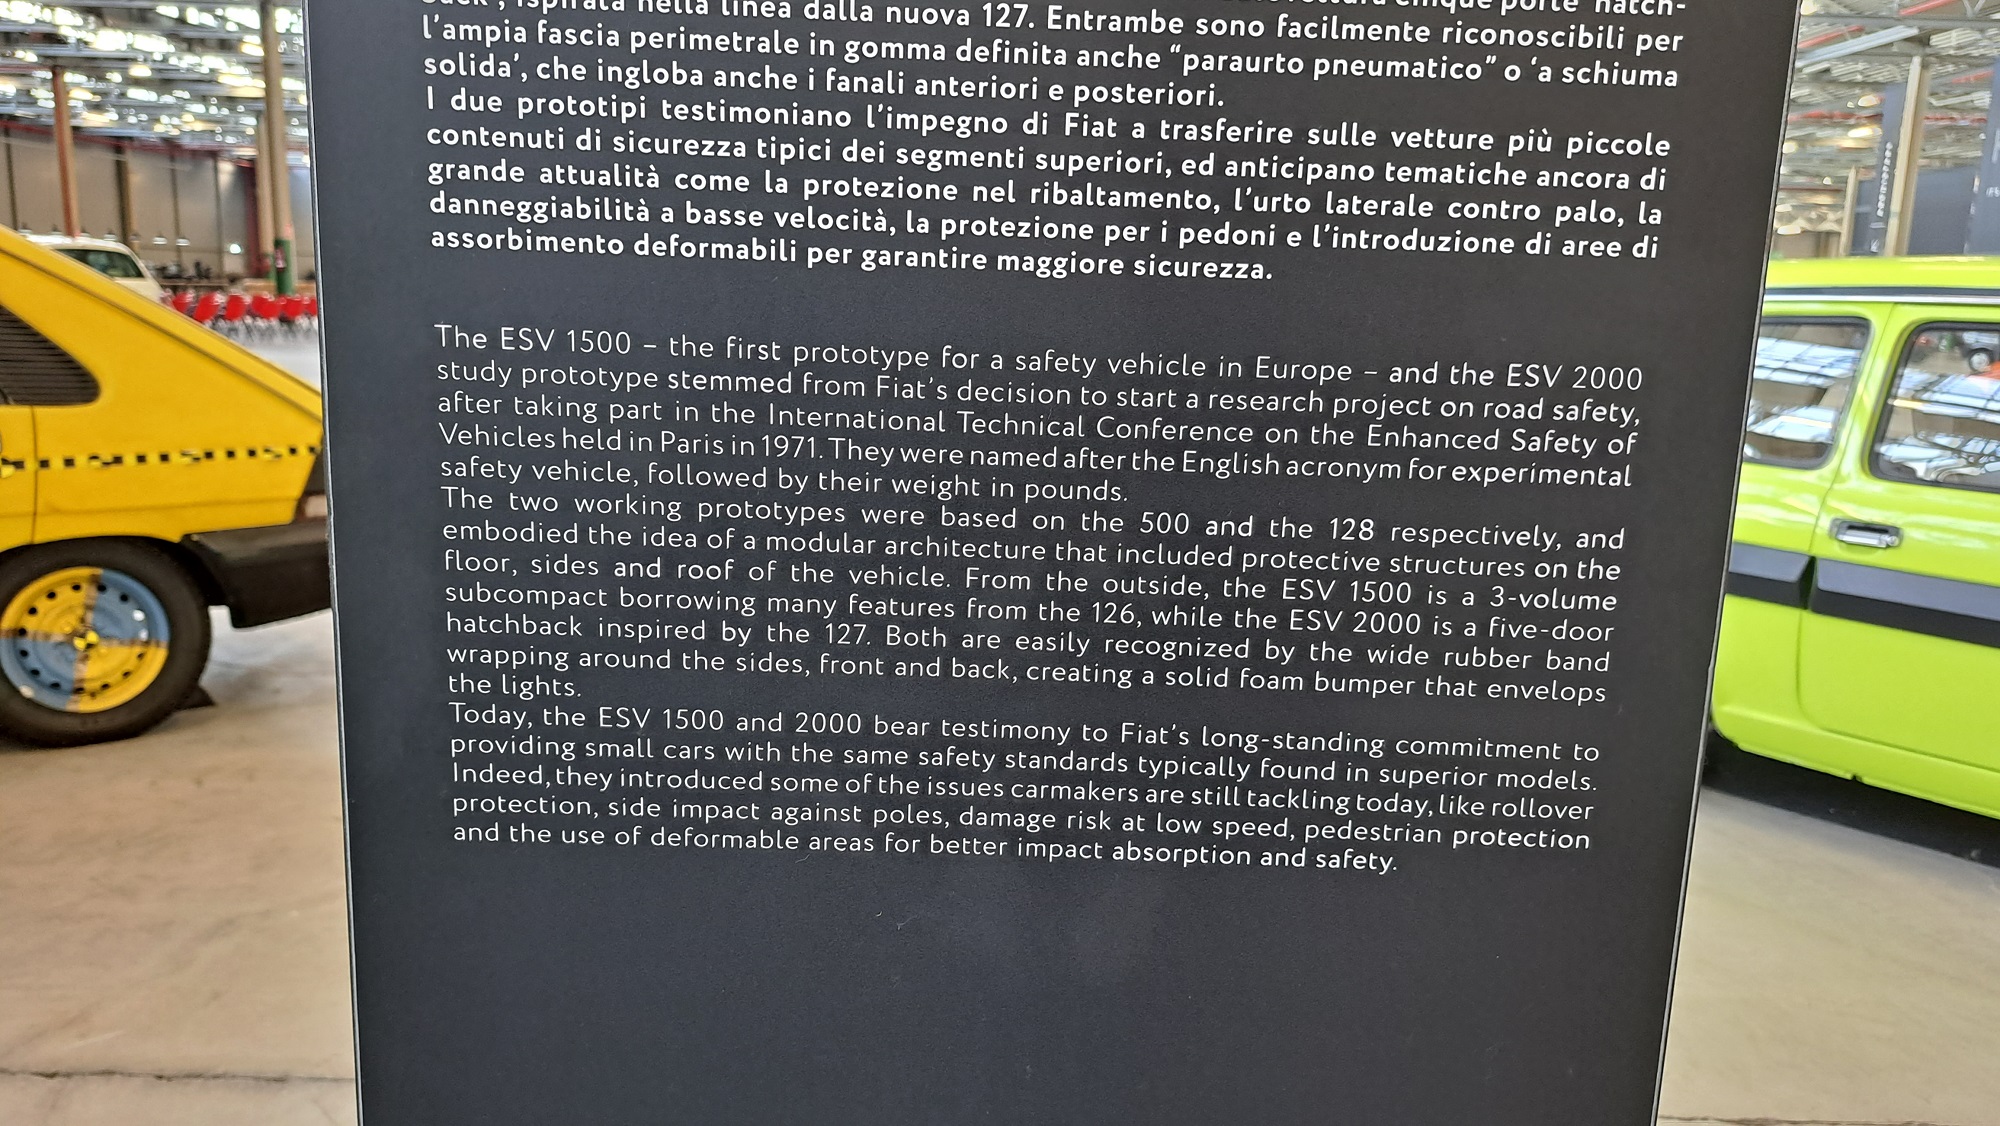 ispirata nella linea dalla nuova 127. Entrambe sono facilmente riconoscibili per
l'ampia fascia perimetrale in gomma definita anche "paraurto pneumatico" o 'a schiuma
solida', che ingloba anche i fanali anteriori e posteriori.
I due prototipi testimoniano l'impegno di Fiat a trasferire sulle vetture più piccole
contenuti di sicurezza tipici dei segmenti superiori, ed anticipano tematiche ancora di
grande attualità come la protezione nel ribaltamento, l'urto laterale contro palo, la
danneggiabilità a basse velocità, la protezione per i pedoni e l'introduzione di aree di
assorbimento deformabili per garantire maggiore sicurezza.
The ESV 1500 – the first prototype for a safety vehicle in Europe – and the ESV 2000
study prototype stemmed from Fiat's decision to start a research project on road safety,
after taking part in the International Technical Conference on the Enhanced Safety of
Vehicles held in Paris in 1971. They were named after the English acronym for experimental
safety vehicle, followed by their weight in pounds.
The two working prototypes were based on the 500 and the 128 respectively, and
embodied the idea of a modular architecture that included protective structures on the
floor, sides and roof of the vehicle. From the outside, the ESV 1500 is a 3-volume
subcompact borrowing many features from the 126, while the ESV 2000 is a five-door
hatchback inspired by the 127. Both are easily recognized by the wide rubber band
wrapping around the sides, front and back, creating a solid foam bumper that envelops
the lights.
Today, the ESV 1500 and 2000 bear testimony to Fiat's long-standing commitment to
providing small cars with the same safety standards typically found in superior models.
Indeed, they introduced some of the issues carmakers are still tackling today, like rollover
protection, side impact against poles, damage risk at low speed, pedestrian protection
and the use of deformable areas for better impact absorption and safety.